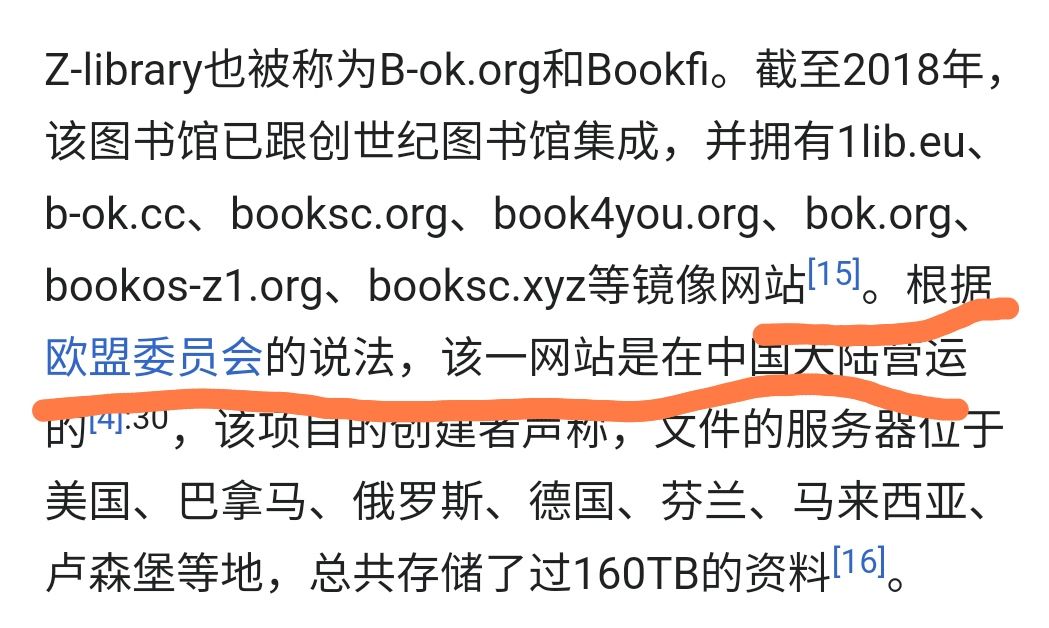 Z-library也被称为B-ok.org和Bookfi。截至2018年，
该图书馆已跟创世纪图书馆集成，并拥有1lib.eu、
b-ok.cc、booksc.org、book4you.org、bok.org、
bookos-z1.org、booksc.xyz等镜像网站[15]。根据
欧盟委员会的说法，该一网站是在中国大陆营运
的[4]:30，该项目的创建者声称，文件的服务器位于
美国、巴拿马、俄罗斯、德国、芬兰、马来西亚、
卢森堡等地，总共存储了过160TB的资料[16]。